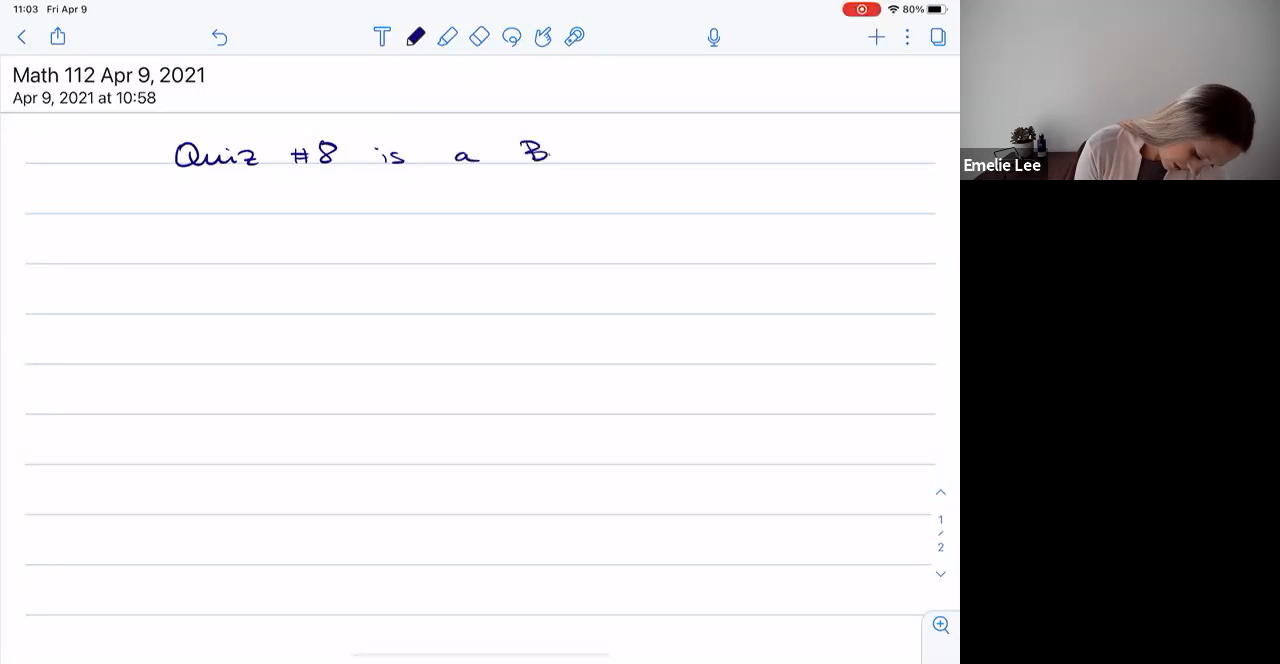 11:03 Fri Apr 9
80%
T
Math 112 Apr 9, 2021
Apr 9, 2021 at 10:58
Quiz #8 is a B
Emelie Lee
1
2